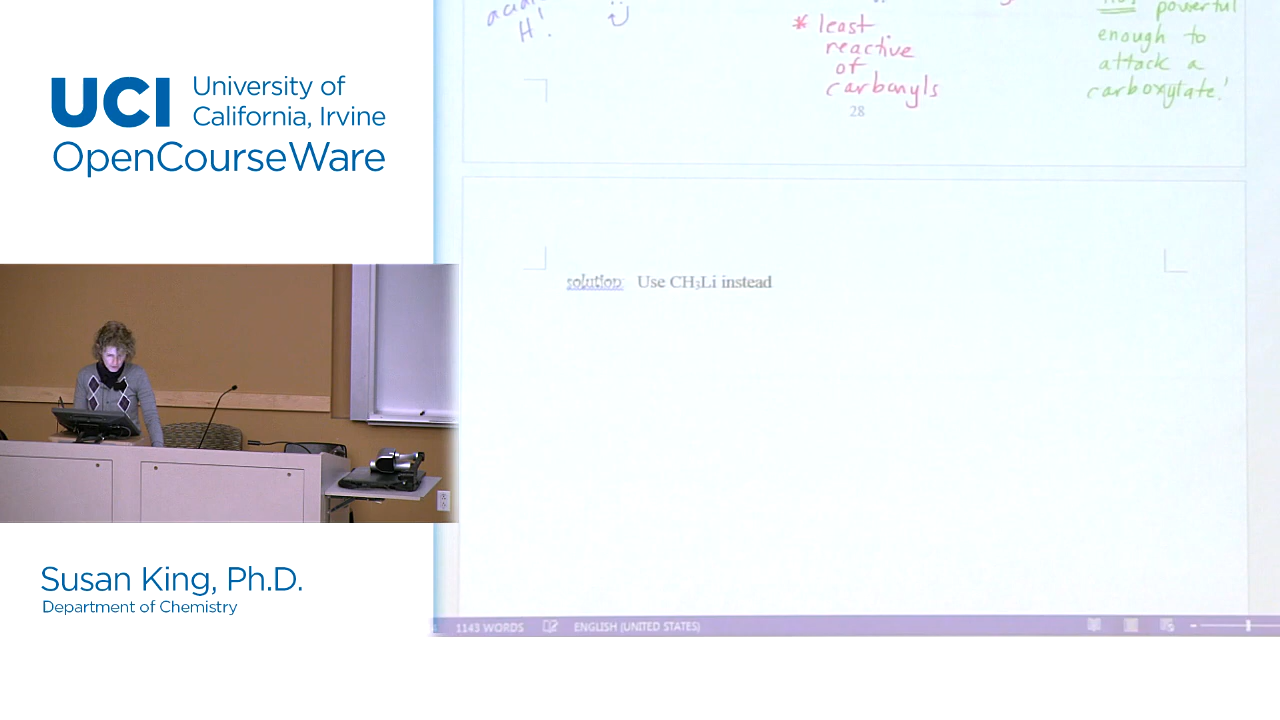 UCI University of
California, Irvine
OpenCourseWare
acidic
H!
* least
reactive
of
carbonyls
28
powerful
enough to
attack a
carboxylate!
solution: Use CH₃Li instead
Susan King, Ph.D.
Department of Chemistry
1143 WORDS ENGLISH (UNITED STATES)